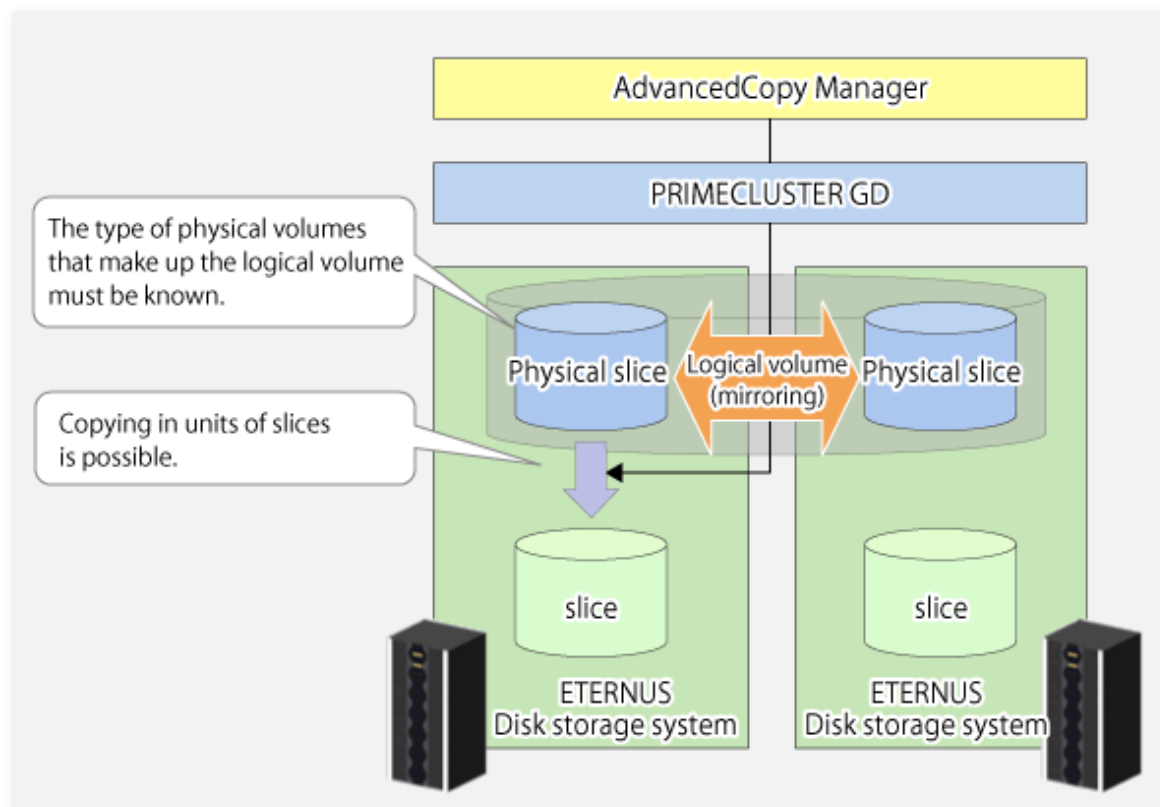 AdvancedCopy Manager
PRIMECLUSTER GD
The type of physical volumes
that make up the logical volume
must be known.
Physical slice
Logical volume
(mirroring)
Physical slice
Copying in units of slices
is possible.
slice
slice
ETERNUS
Disk storage system
ETERNUS
Disk storage system